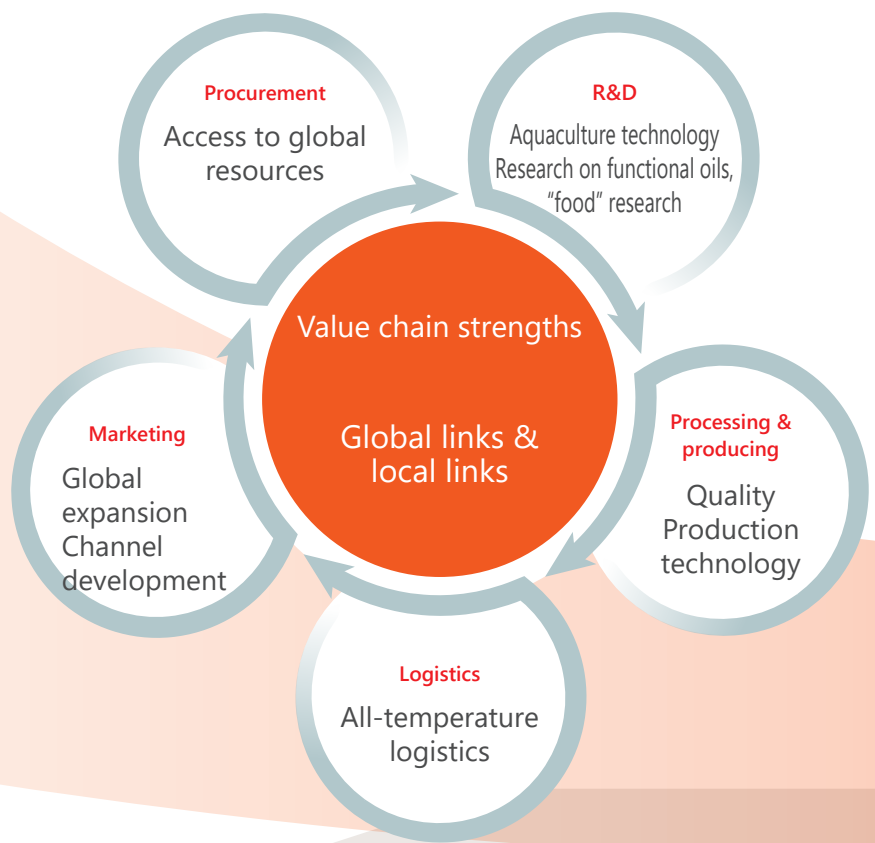 Procurement
Access to global
resources
R&D
Aquaculture technology
Research on functional oils,
“food” research
Value chain strengths
Global links &
local links
Processing &
producing
Quality
Production
technology
Logistics
All-temperature
logistics
Marketing
Global
expansion
Channel
development